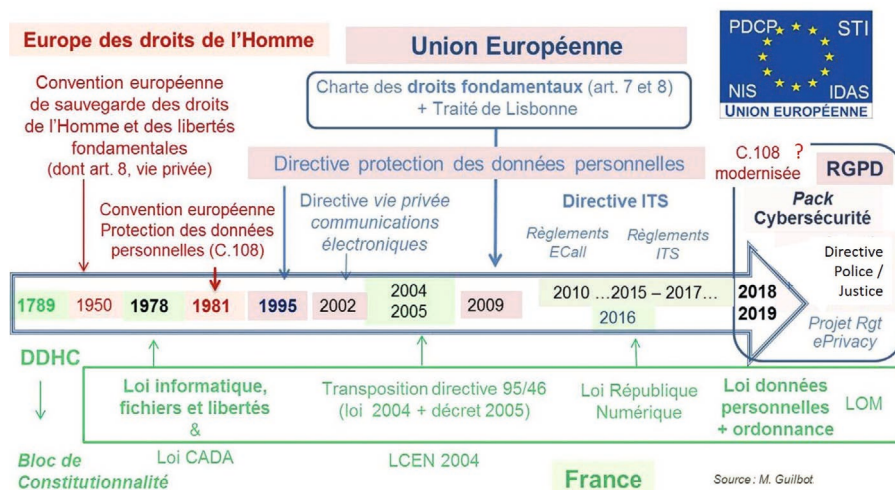 Europe des droits de l'Homme
Union Européenne
PDCP
STI
NIS
IDAS
UNION EUROPÉENNE
Convention européenne
de sauvegarde des droits
de l'Homme et des libertés
fondamentales
(dont art. 8, vie privée)
Charte des droits fondamentaux (art. 7 et 8)
+ Traité de Lisbonne
Directive protection des données personnelles
C.108 ?
modernisée
RGPD
Convention européenne
Protection des données
personnelles (C.108)
Directive vie privée
communications
électroniques
Directive ITS
Règlements
ECall
Règlements
ITS
Pack
Cybersécurité
Directive
Police /
Justice
Projet Rgt
ePrivacy
1789
1950
1978
1981
1995
2002
2004
2005
2009
2010 ...2015 – 2017...
2016
2018
2019
DDHC
Bloc de
Constitutionnalité
Loi informatique,
fichiers et libertés
&
Loi CADA
Transposition directive 95/46
(loi 2004 + décret 2005)
LCEN 2004
Loi République
Numérique
Loi données
personnelles
+ ordonnance
LOM
France
Source : M. Guilbot